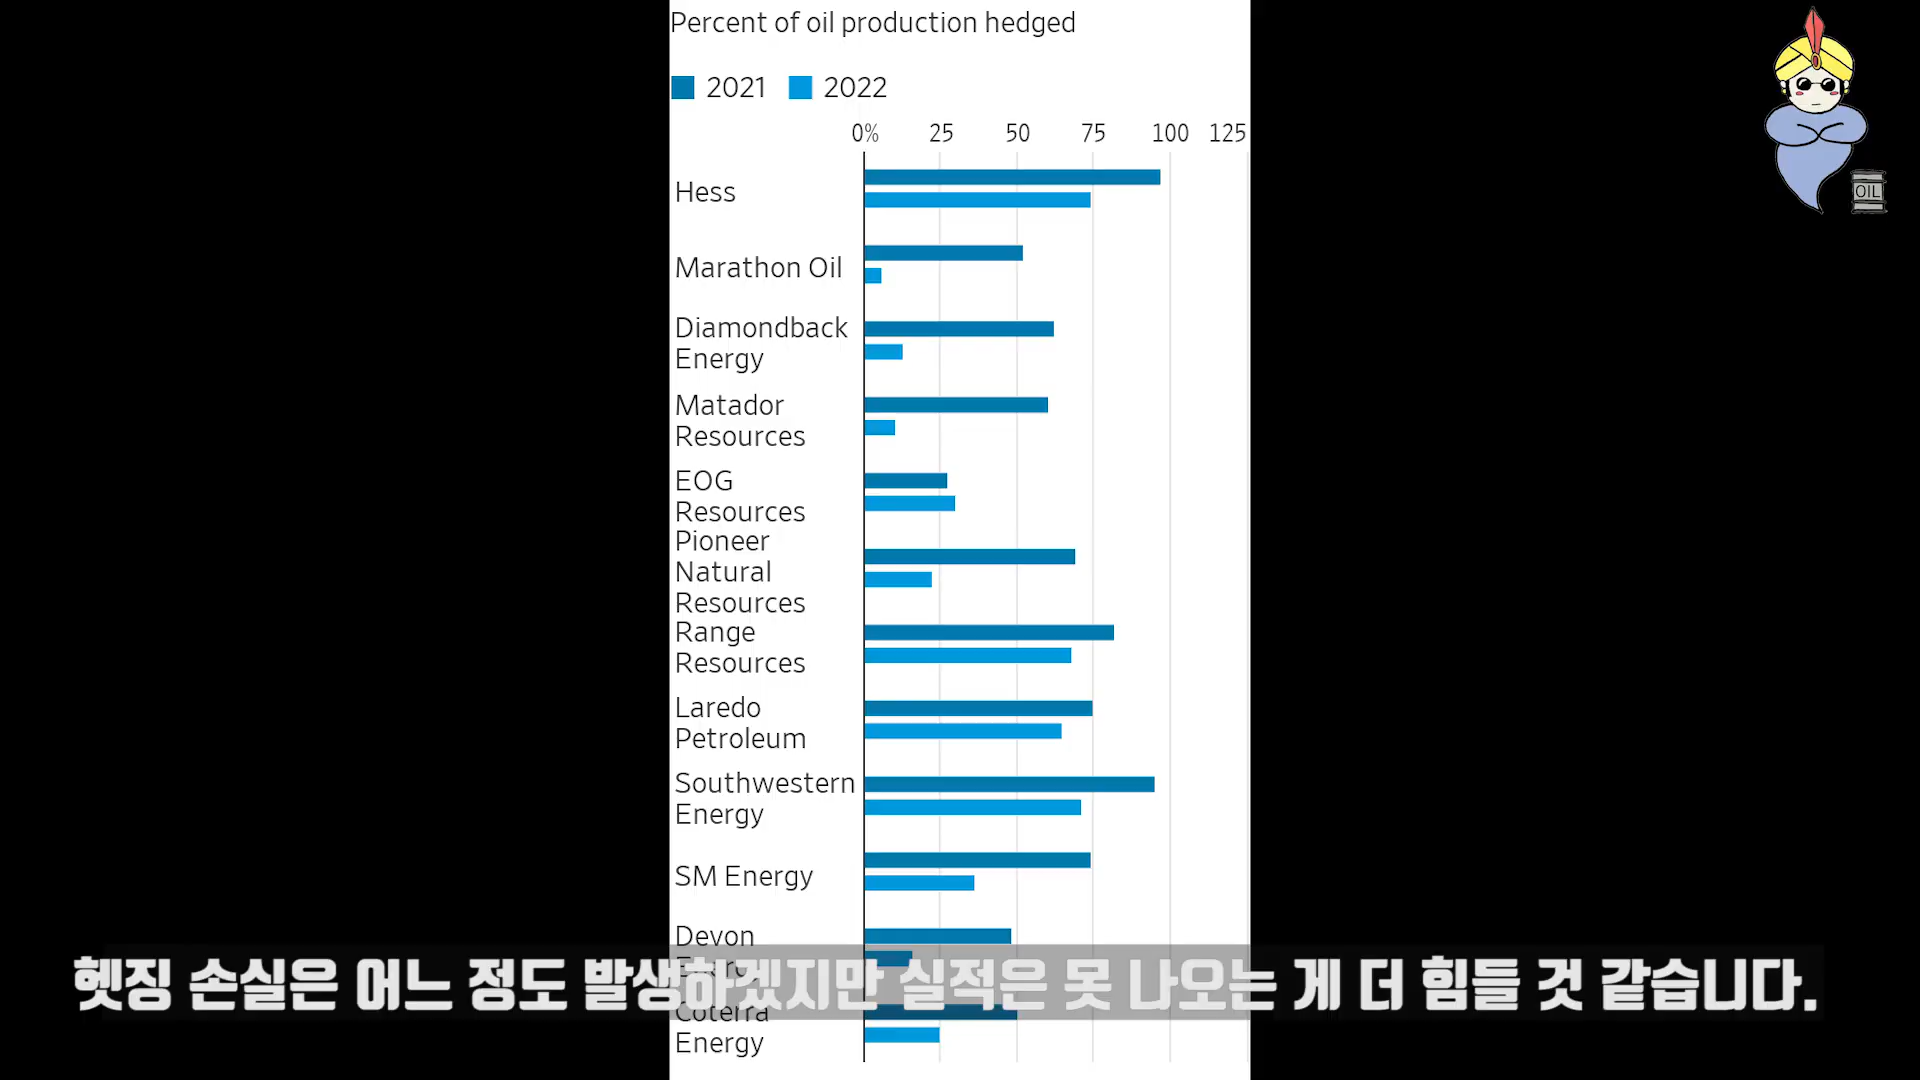 Percent of oil production hedged
2021 2022
0% 25 50 75 100 125
Hess
Marathon Oil
Diamondback
Energy
Matador
Resources
EOG
Resources
Pioneer
Natural
Resources
Range
Resources
Laredo
Petroleum
Southwestern
Energy
SM Energy
Devon
Energy
헷징 손실은 어느 정도 발생하겠지만 실적은 못 나오는 게 더 힘들 것 같습니다.
Coterra
Energy
OIL